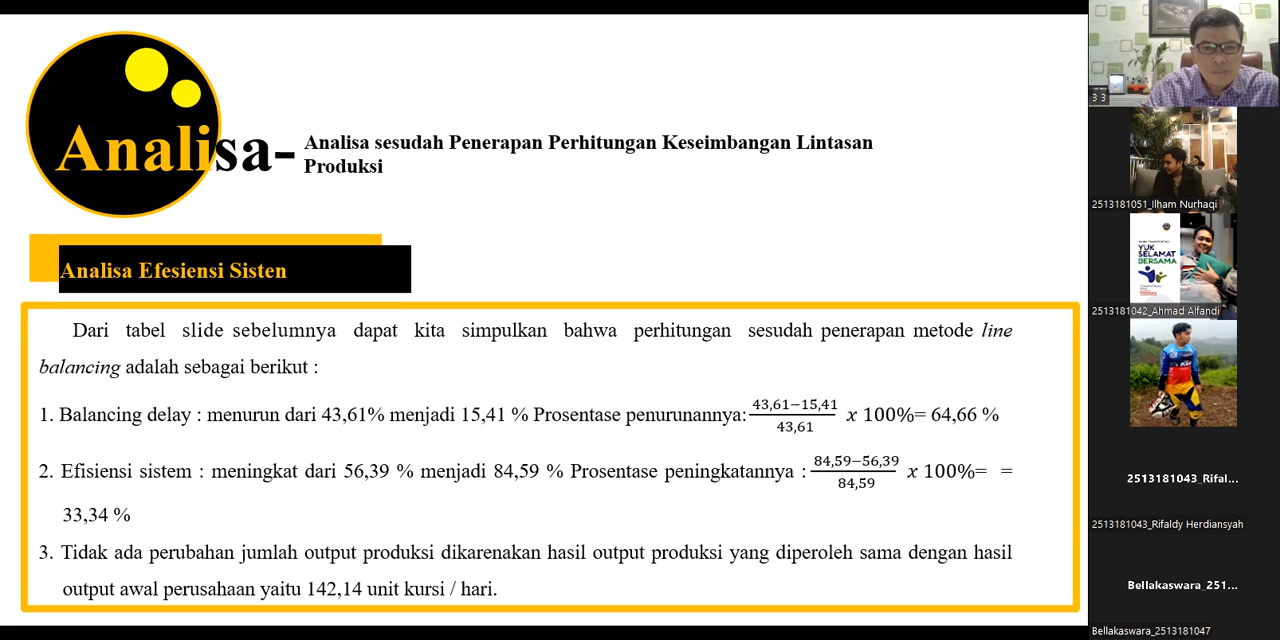 Analisa-
Analisa sesudah Penerapan Perhitungan Keseimbangan Lintasan
Produksi
Analisa Efesiensi Sisten
Dari tabel slide sebelumnya dapat kita simpulkan bahwa perhitungan sesudah penerapan metode line
balancing adalah sebagai berikut :
1. Balancing delay : menurun dari 43,61% menjadi 15,41 % Prosentase penurunannya: (43,61−15,41)/43,61 x 100%= 64,66 %
2. Efisiensi sistem : meningkat dari 56,39 % menjadi 84,59 % Prosentase peningkatannya : (84,59−56,39)/84,59 x 100%= =
33,34 %
3. Tidak ada perubahan jumlah output produksi dikarenakan hasil output produksi yang diperoleh sama dengan hasil
output awal perusahaan yaitu 142,14 unit kursi / hari.
3 3
2513181051_Ilham Nurhaqi
YUK
SELAMAT
BERSAMA
2513181042_Ahmad Alfandi
2513181043_Rifal...
2513181043_Rifaldy Herdiansyah
Bellakaswara_251...
Bellakaswara_2513181047